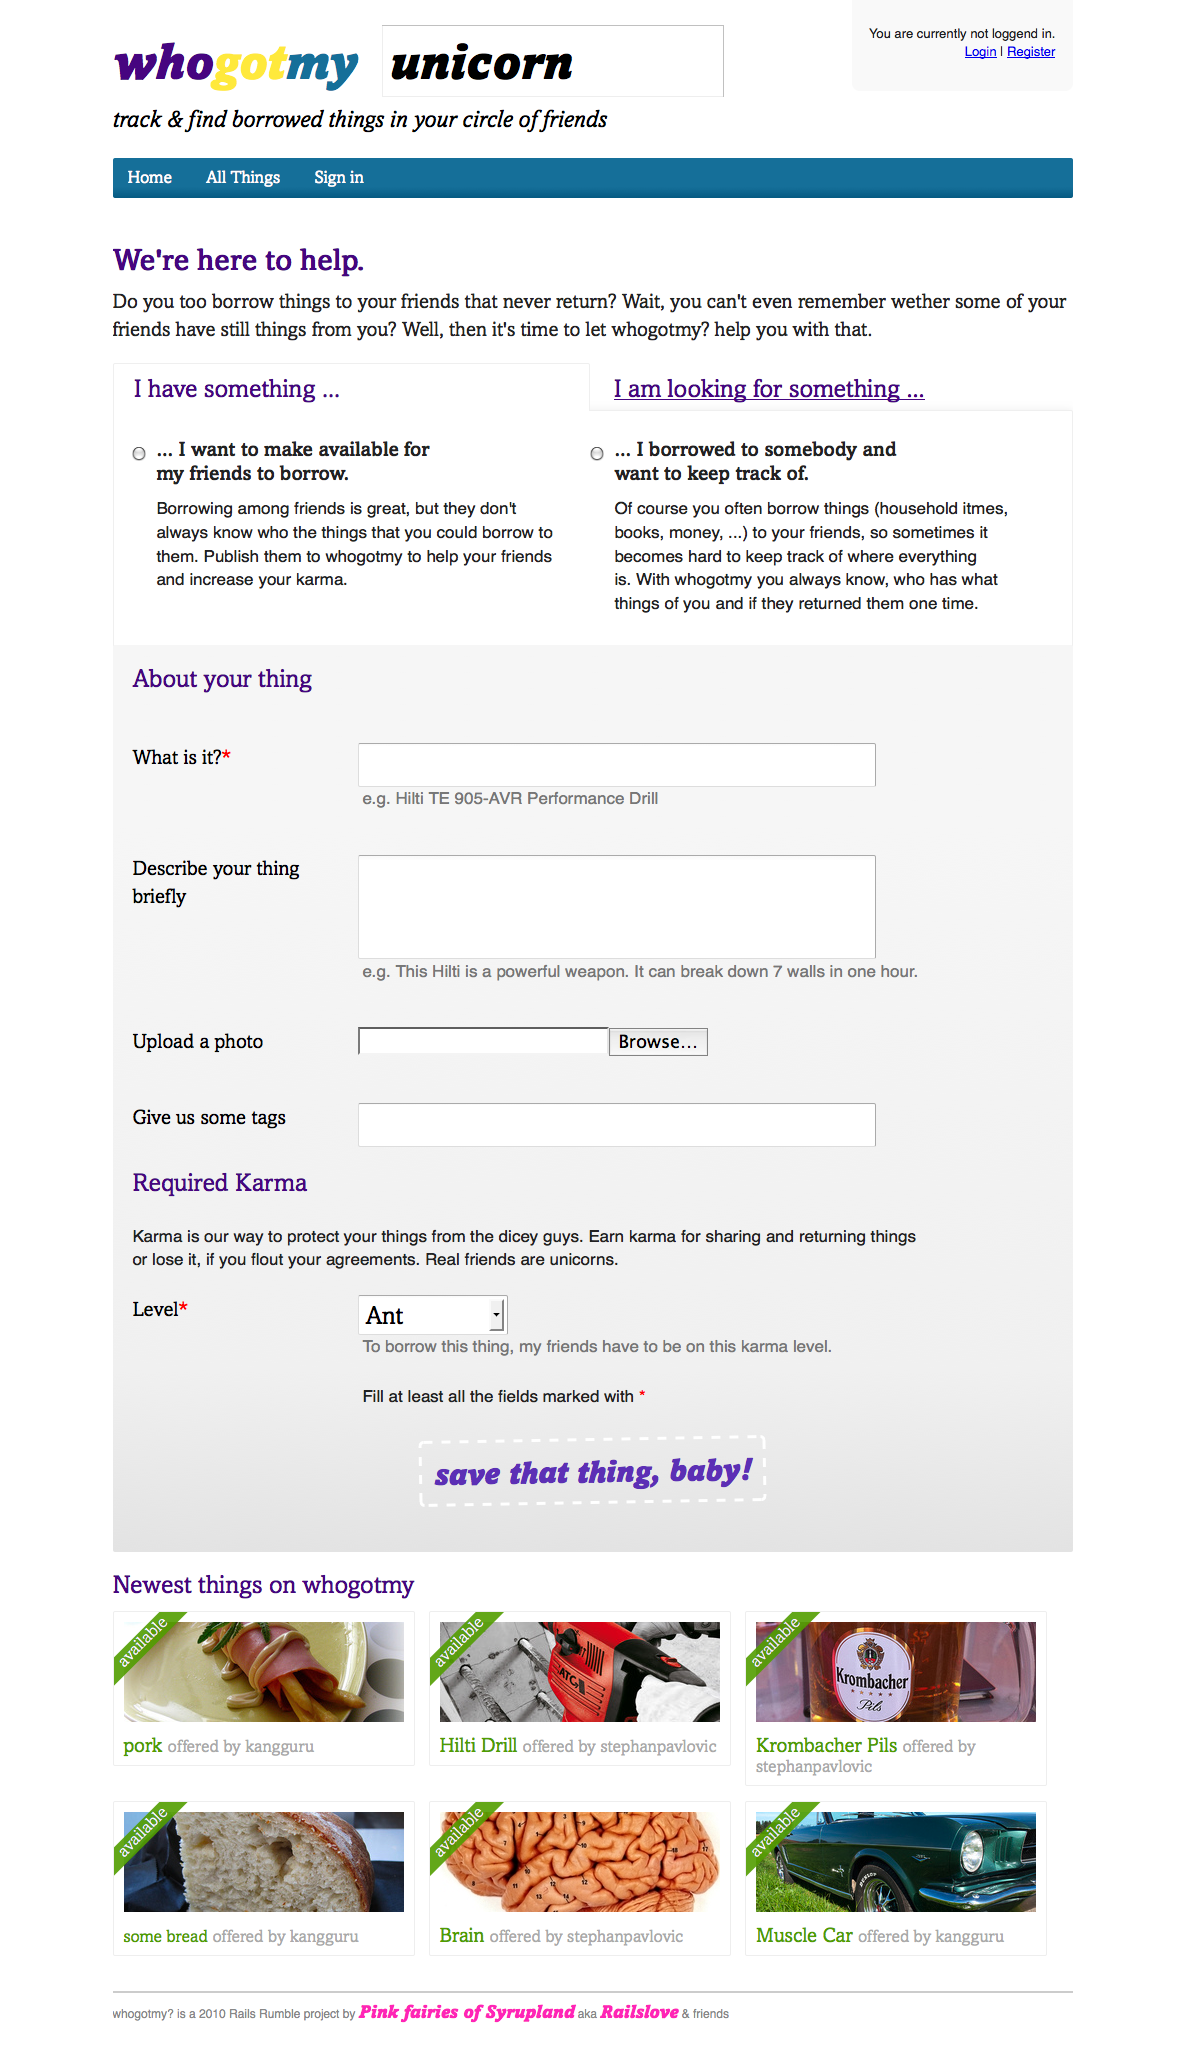 whogotmy unicorn
You are currently not loggend in.
Login | Register
track & find borrowed things in your circle of friends
Home All Things Sign in
We're here to help.
Do you too borrow things to your friends that never return? Wait, you can't even remember wether some of your
friends have still things from you? Well, then it's time to let whogotmy? help you with that.
I have something ...
I am looking for something ...
... I want to make available for
my friends to borrow.
Borrowing among friends is great, but they don't
always know who the things that you could borrow to
them. Publish them to whogotmy to help your friends
and increase your karma.
... I borrowed to somebody and
want to keep track of.
Of course you often borrow things (household itmes,
books, money, ...) to your friends, so sometimes it
becomes hard to keep track of where everything
is. With whogotmy you always know, who has what
things of you and if they returned them one time.
About your thing
What is it?*
e.g. Hilti TE 905-AVR Performance Drill
Describe your thing
briefly
e.g. This Hilti is a powerful weapon. It can break down 7 walls in one hour.
Upload a photo
Browse...
Give us some tags
Required Karma
Karma is our way to protect your things from the dicey guys. Earn karma for sharing and returning things
or lose it, if you flout your agreements. Real friends are unicorns.
Level*
Ant
To borrow this thing, my friends have to be on this karma level.
Fill at least all the fields marked with *
save that thing, baby!
Newest things on whogotmy
available
pork offered by kangguru
available
ATC
Hilti Drill offered by stephanpavlovic
available
Krombacher
Pils
Krombacher Pils offered by
stephanpavlovic
available
some bread offered by kangguru
available
Brain offered by stephanpavlovic
available
Muscle Car offered by kangguru
whogotmy? is a 2010 Rails Rumble project by Pink fairies of Syrupland aka Railslove & friends